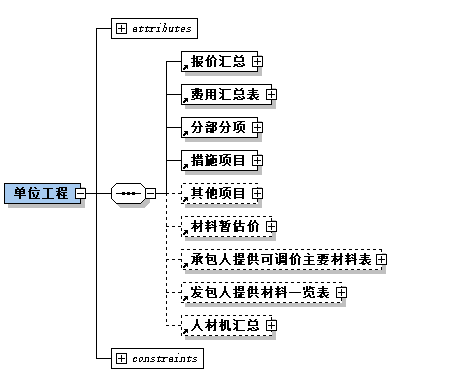 attributes
报价汇总
费用汇总表
分部分项
措施项目
单位工程
其他项目
材料暂估价
承包人提供可调价主要材料表
发包人提供材料一览表
人材机汇总
constraints